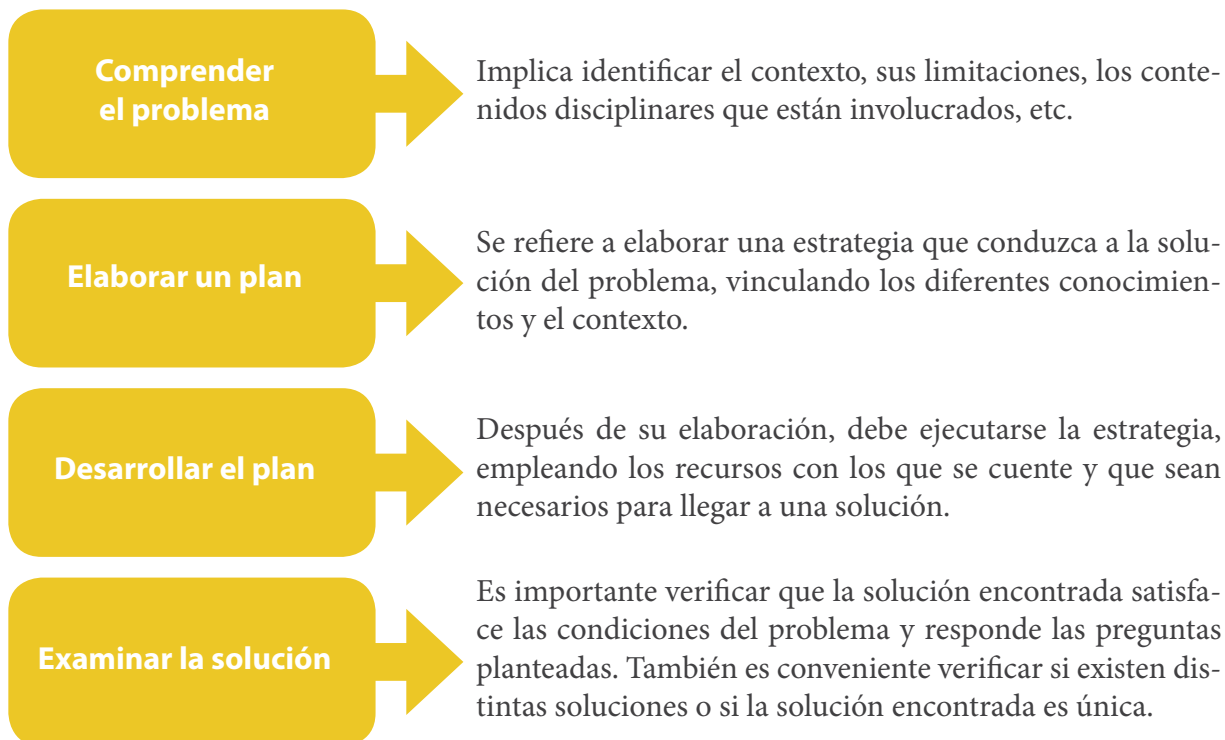 Comprender
el problema
Implica identificar el contexto, sus limitaciones, los conte-
nidos disciplinares que están involucrados, etc.
Elaborar un plan
Se refiere a elaborar una estrategia que conduzca a la solu-
ción del problema, vinculando los diferentes conocimien-
tos y el contexto.
Desarrollar el plan
Después de su elaboración, debe ejecutarse la estrategia,
empleando los recursos con los que se cuente y que sean
necesarios para llegar a una solución.
Examinar la solución
Es importante verificar que la solución encontrada satisfa-
ce las condiciones del problema y responde las preguntas
planteadas. También es conveniente verificar si existen dis-
tintas soluciones o si la solución encontrada es única.